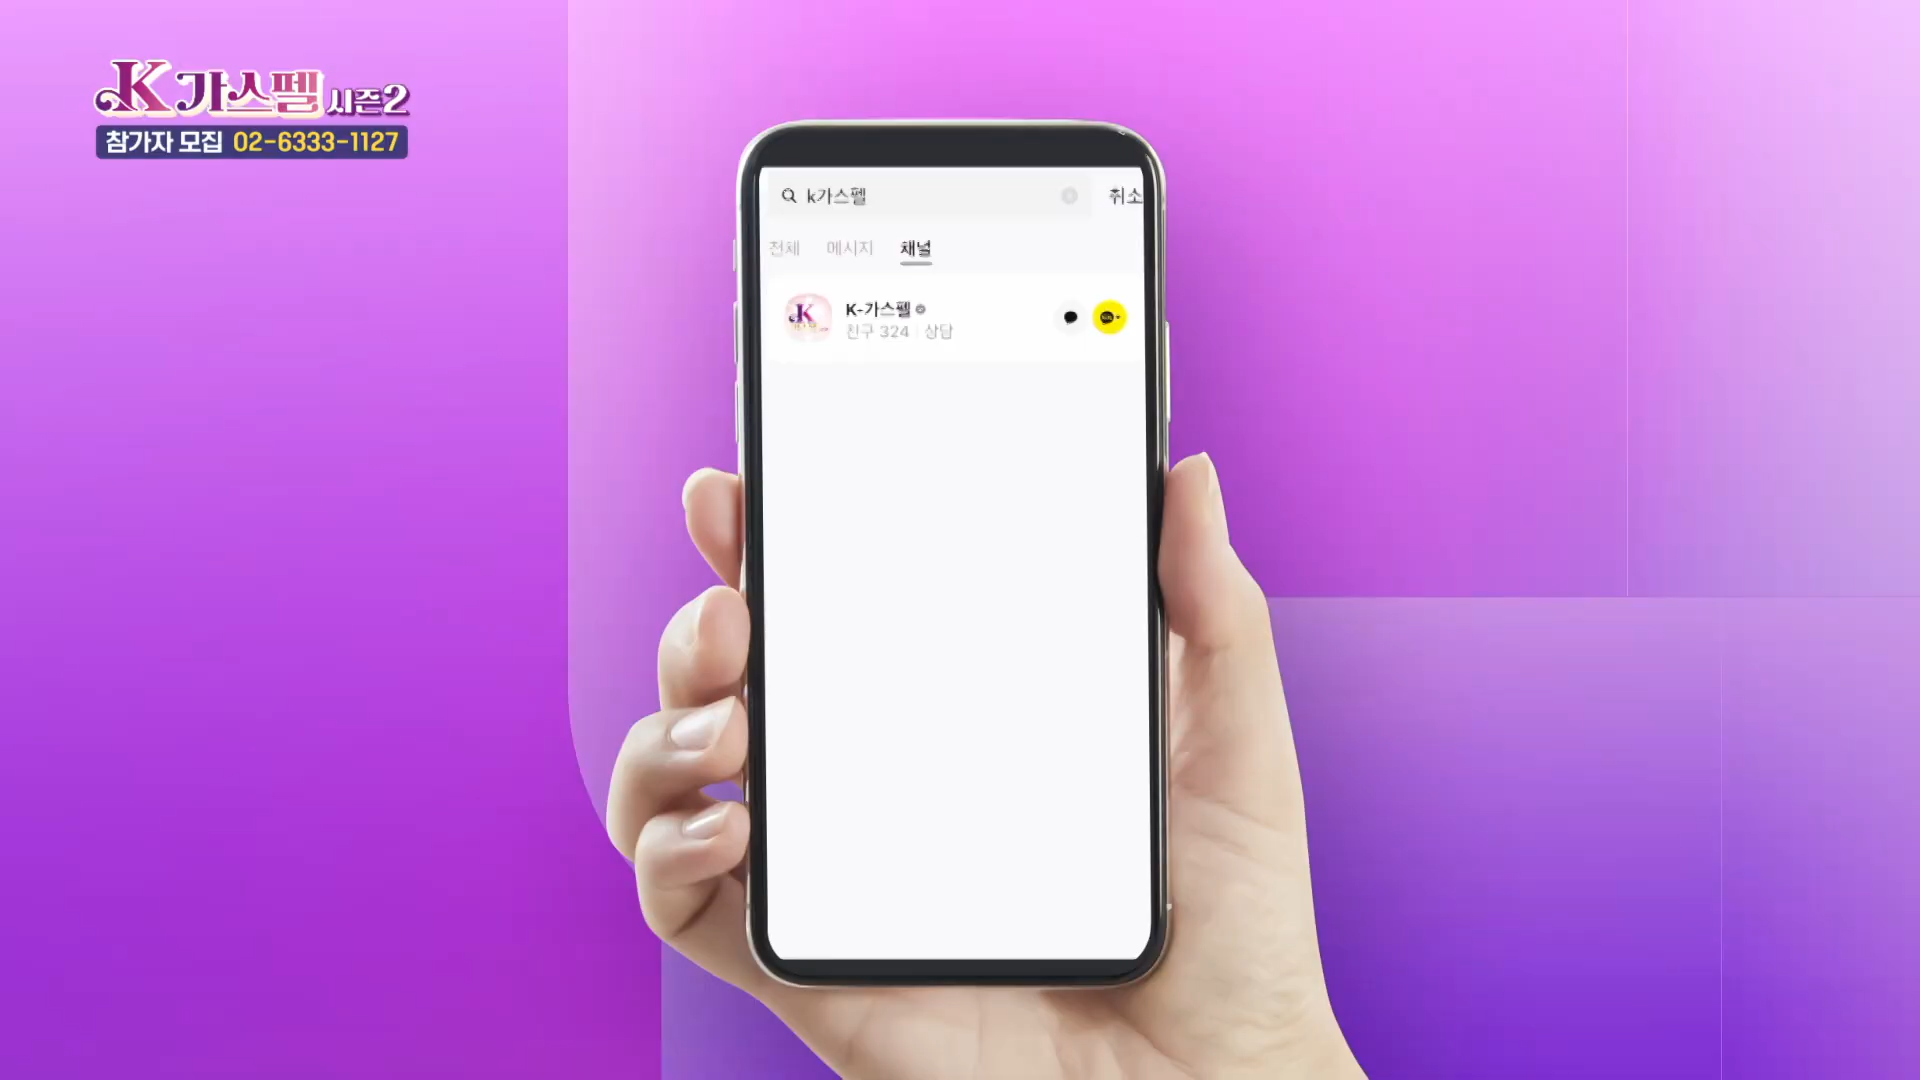 K가스펠 시즌2
참가자 모집 02-6333-1127
k가스펠
취소
전체 메시지 채널
K-가스펠
친구 324 상담